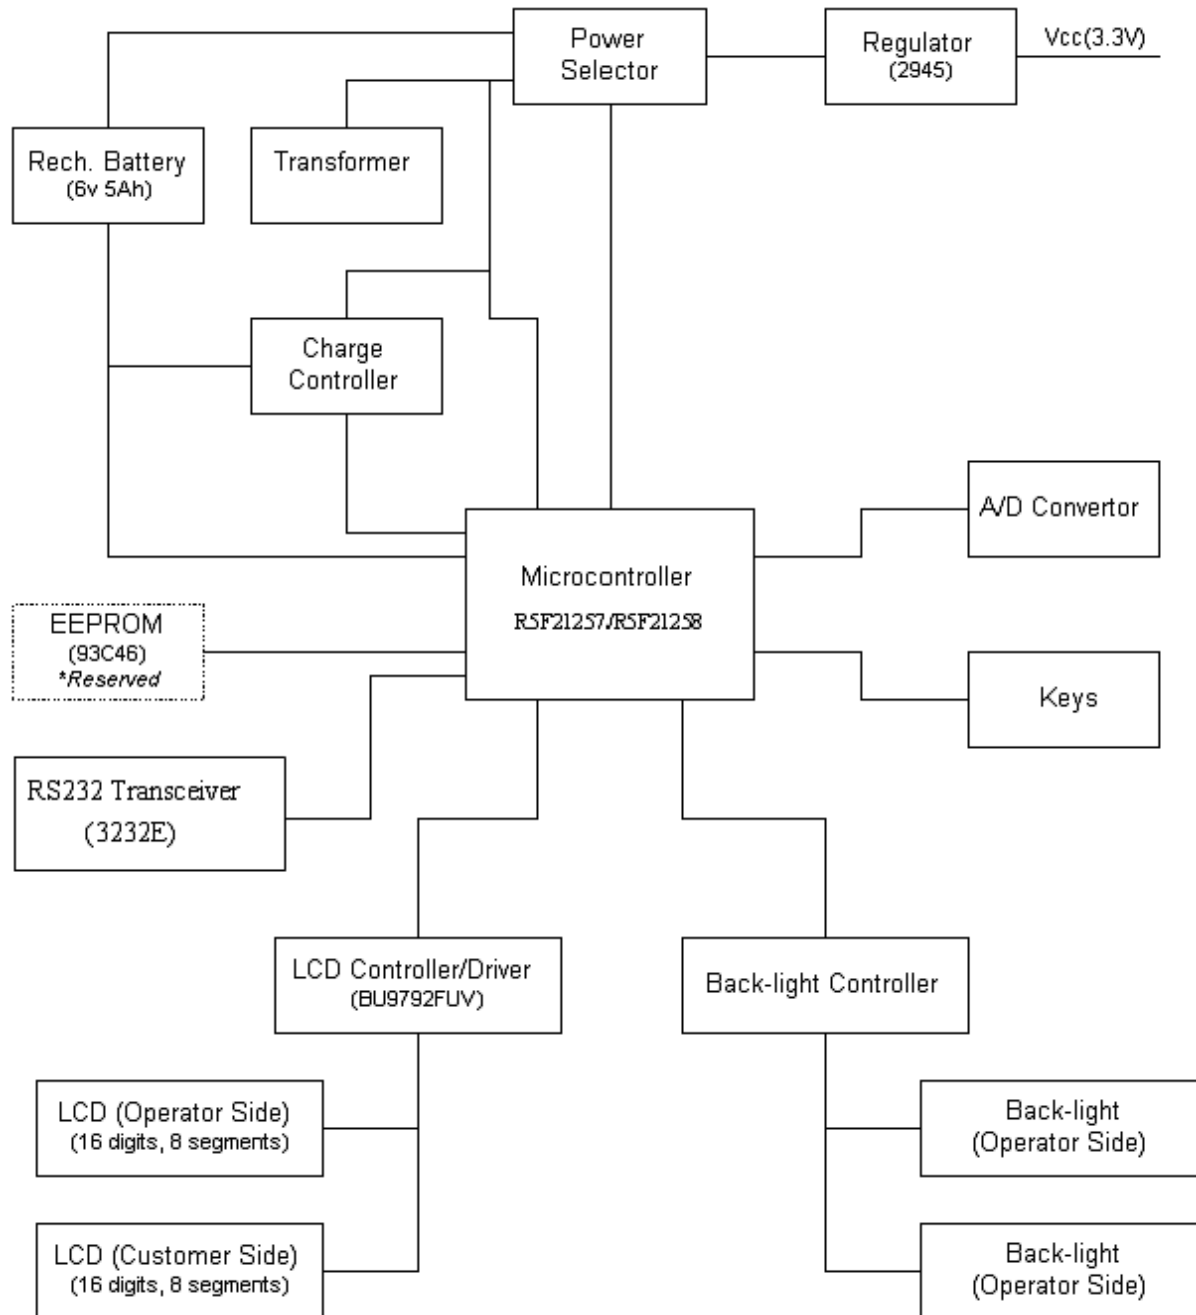 Power
Selector
Regulator
(2945)
Vcc(3.3V)
Rech. Battery
(6v 5Ah)
Transformer
Charge
Controller
A/D Convertor
Microcontroller
R5F21257/R5F21258
EEPROM
(93C46)
*Reserved
Keys
RS232 Transceiver
(3232E)
LCD Controller/Driver
(BU9792FUV)
Back-light Controller
LCD (Operator Side)
(16 digits, 8 segments)
Back-light
(Operator Side)
LCD (Customer Side)
(16 digits, 8 segments)
Back-light
(Operator Side)